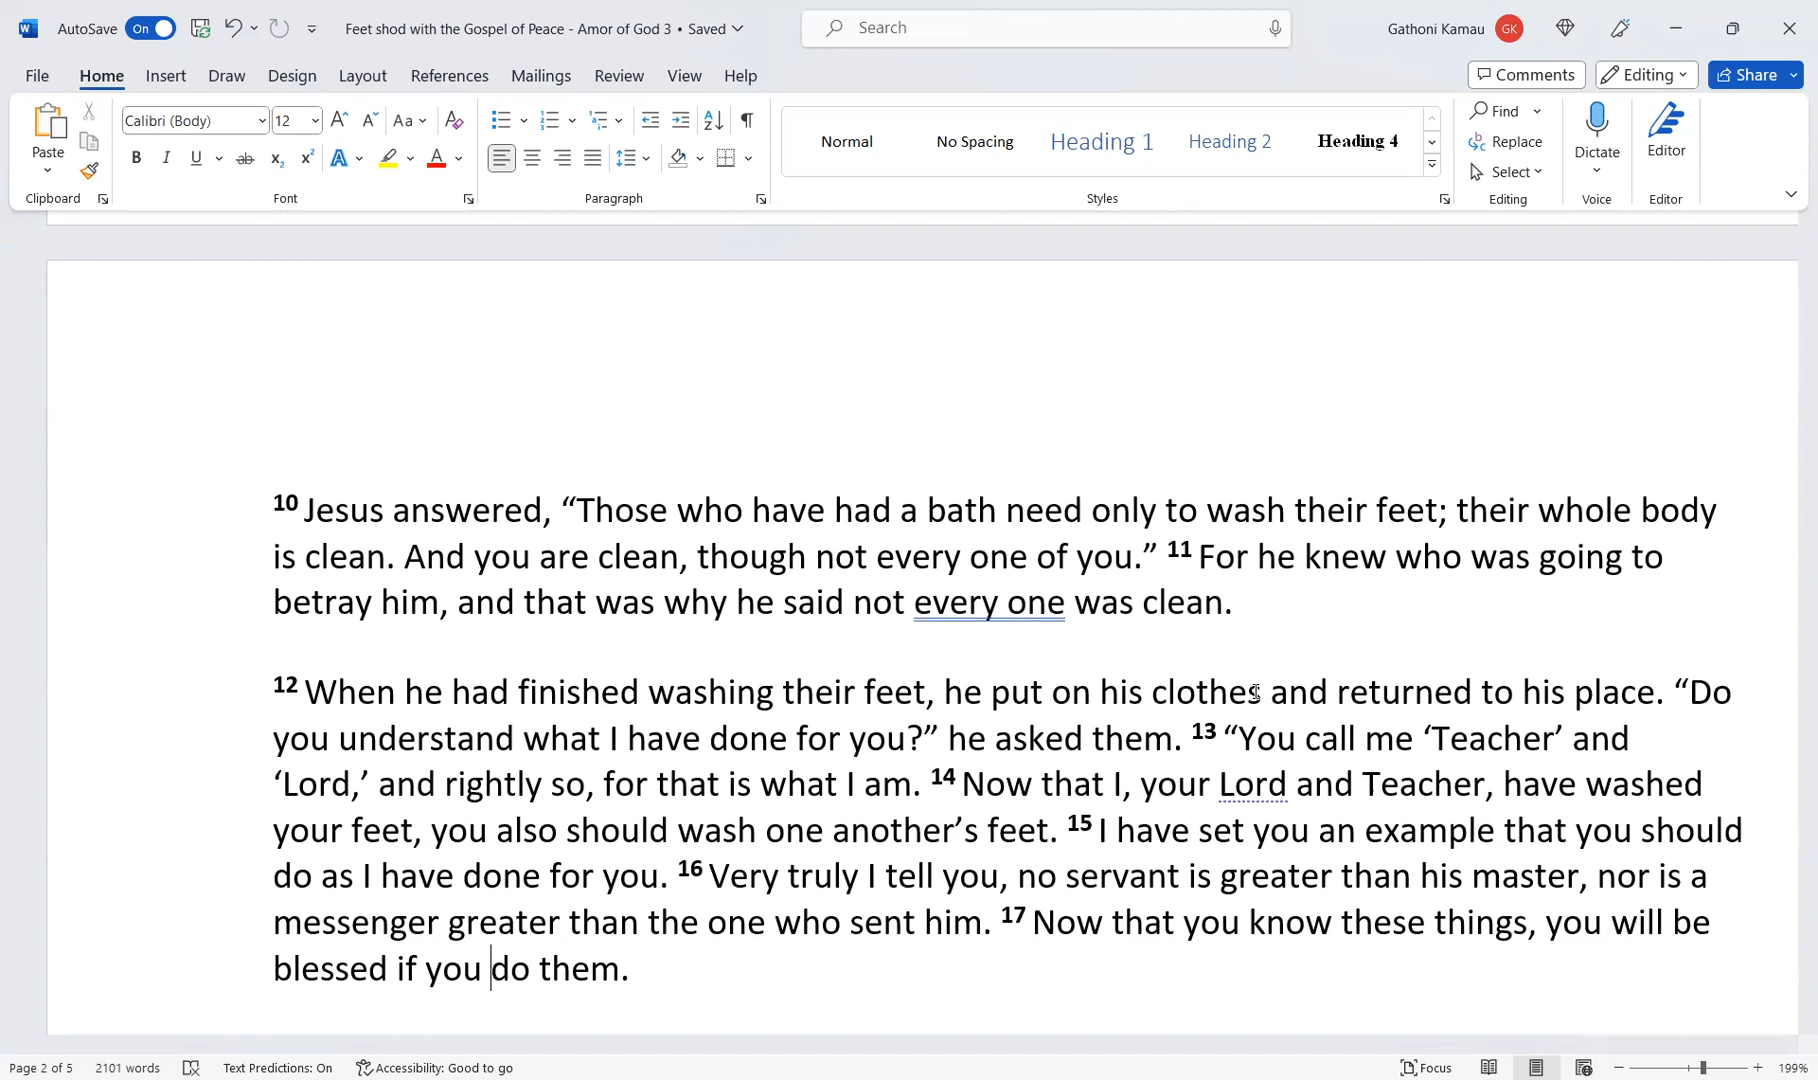 AutoSave On Feet shod with the Gospel of Peace - Amor of God 3 • Saved Search Gathoni Kamau GK
File Home Insert Draw Design Layout References Mailings Review View Help Comments Editing Share
Paste Calibri (Body) 12 Aa Normal No Spacing Heading 1 Heading 2 Heading 4 Find Replace Select Dictate Editor
Clipboard Font Paragraph Styles Editing Voice Editor
10 Jesus answered, “Those who have had a bath need only to wash their feet; their whole body
is clean. And you are clean, though not every one of you.” 11 For he knew who was going to
betray him, and that was why he said not every one was clean.
12 When he had finished washing their feet, he put on his clothes and returned to his place. “Do
you understand what I have done for you?” he asked them. 13 “You call me ‘Teacher’ and
‘Lord,’ and rightly so, for that is what I am. 14 Now that I, your Lord and Teacher, have washed
your feet, you also should wash one another’s feet. 15 I have set you an example that you should
do as I have done for you. 16 Very truly I tell you, no servant is greater than his master, nor is a
messenger greater than the one who sent him. 17 Now that you know these things, you will be
blessed if you do them.
Page 2 of 5 2101 words Text Predictions: On Accessibility: Good to go Focus 199%